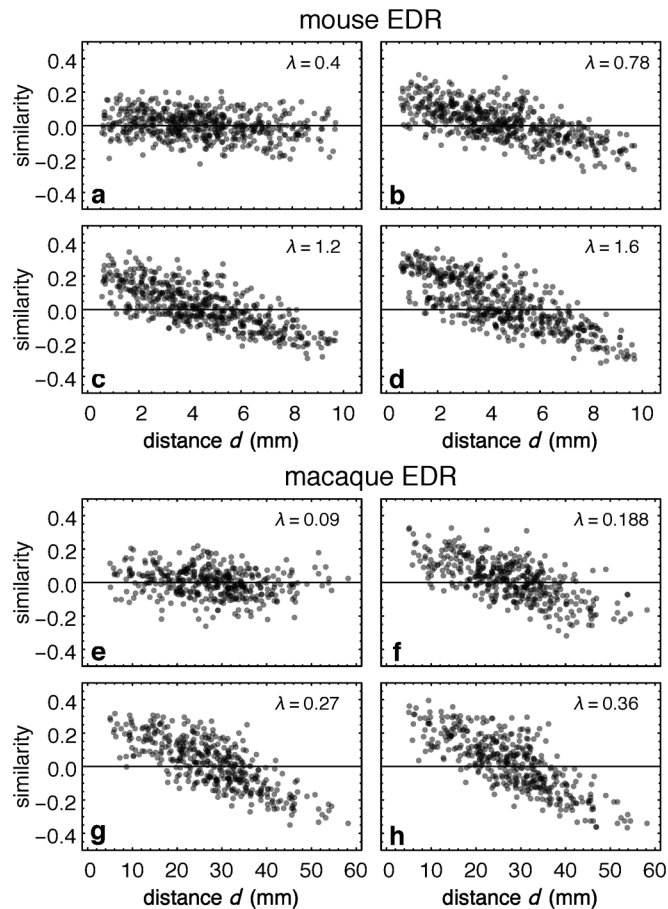 mouse EDR
similarity
0.4
0.2
0.0
−0.2
−0.4
λ = 0.4
a
λ = 0.78
b
similarity
0.4
0.2
0.0
−0.2
−0.4
λ = 1.2
c
λ = 1.6
d
0 2 4 6 8 10
0 2 4 6 8 10
distance d (mm)
distance d (mm)
macaque EDR
similarity
0.4
0.2
0.0
−0.2
−0.4
λ = 0.09
e
λ = 0.188
f
similarity
0.4
0.2
0.0
−0.2
−0.4
λ = 0.27
g
λ = 0.36
h
0 10 20 30 40 50 60
0 10 20 30 40 50 60
distance d (mm)
distance d (mm)